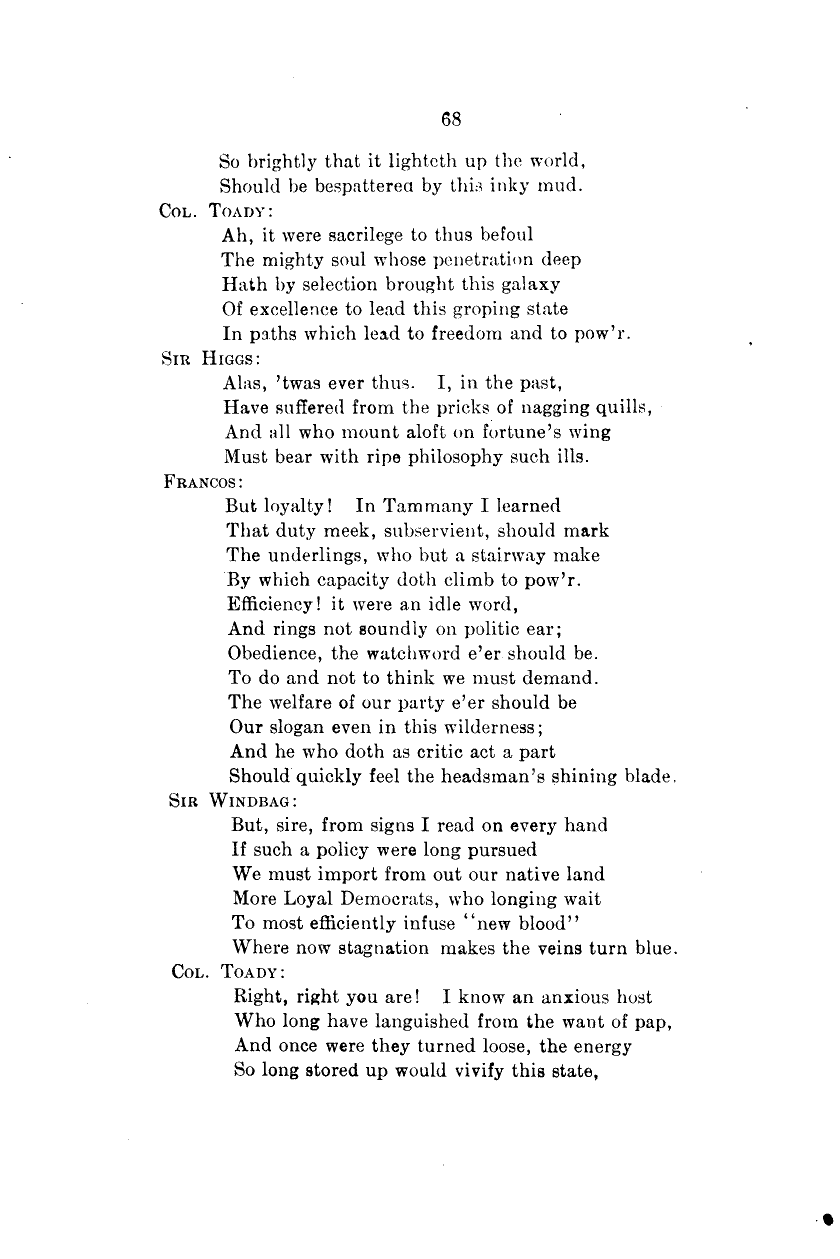 68
So brightly that it lighteth up the world,
Should be bespattered by this inky mud.
COL. TOADY:
Ah, it were sacrilege to thus befoul
The mighty soul whose penetration deep
Hath by selection brought this galaxy
Of excellence to lead this groping state
In paths which lead to freedom and to pow'r.
SIR HIGGS:
Alas, 'twas ever thus. I, in the past,
Have suffered from the pricks of nagging quills,
And all who mount aloft on fortune's wing
Must bear with ripe philosophy such ills.
FRANCOS:
But loyalty! In Tammany I learned
That duty meek, subservient, should mark
The underlings, who but a stairway make
By which capacity doth climb to pow'r.
Efficiency! it were an idle word,
And rings not soundly on politic ear;
Obedience, the watchword e'er should be.
To do and not to think we must demand.
The welfare of our party e'er should be
Our slogan even in this wilderness;
And he who doth as critic act a part
Should quickly feel the headsman's shining blade.
SIR WINDBAG:
But, sire, from signs I read on every hand
If such a policy were long pursued
We must import from out our native land
More Loyal Democrats, who longing wait
To most efficiently infuse "new blood"
Where now stagnation makes the veins turn blue.
COL. TOADY:
Right, right you are! I know an anxious host
Who long have languished from the want of pap,
And once were they turned loose, the energy
So long stored up would vivify this state,